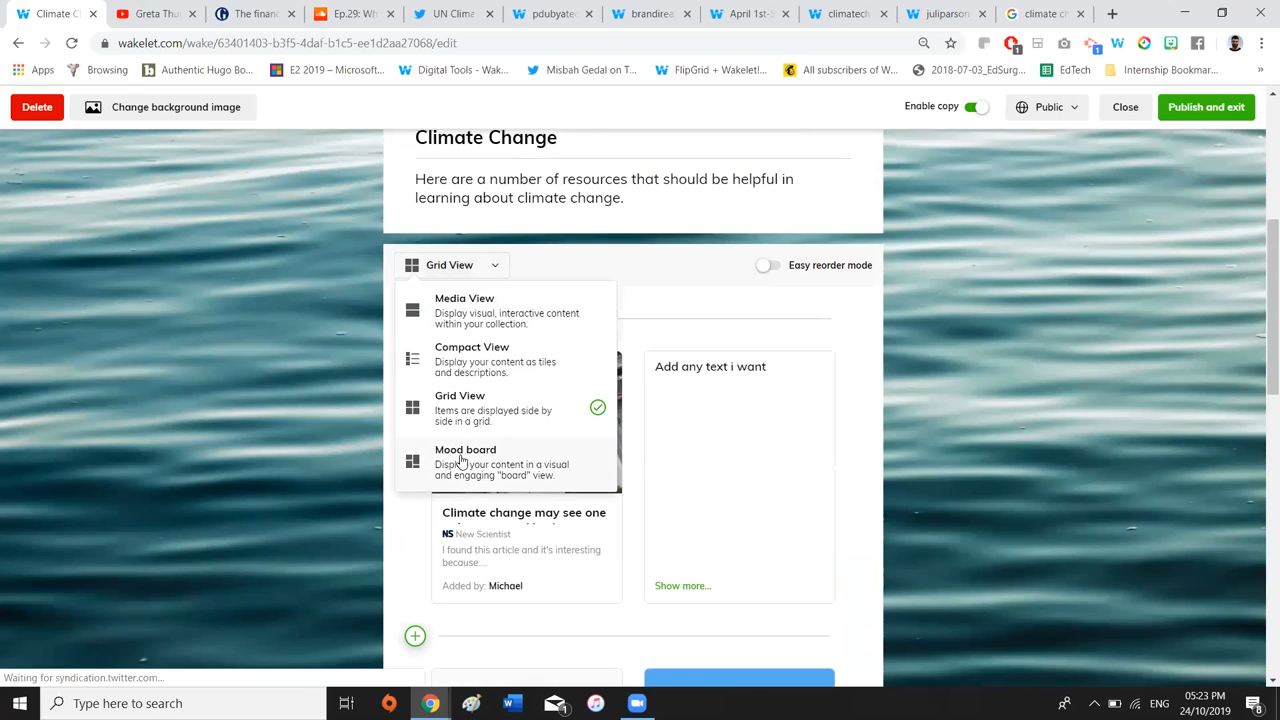 Climate C
Greta Thu
The financ
Ep.29: Wh
UN Clima
pdubyatee
brandirea
April 1st-5
climatech
juliparson
climate ch
wakelet.com/wake/63401403-b3f5-4daf-b1c5-ee1d2aa27068/edit
Apps
Browsing
Authentic Hugo Bo...
E2 2019 – Microsoft...
Digital Tools - Wak...
Misbah Gedal on T...
FlipGrid + Wakelet!...
All subscribers of W...
2018-07-03_EdSurg...
EdTech
Internship Bookmar...
Delete
Change background image
Enable copy
Public
Close
Publish and exit
Climate Change
Here are a number of resources that should be helpful in
learning about climate change.
Grid View
Easy reorder mode
Media View
Display visual, interactive content
within your collection.
Compact View
Display your content as tiles
and descriptions.
Grid View
Items are displayed side by
side in a grid.
Mood board
Display your content in a visual
and engaging "board" view.
Add any text i want
Climate change may see one
NS New Scientist
I found this article and it's interesting
because....
Added by: Michael
Show more...
Waiting for syndication.twitter.com...
Type here to search
05:23 PM
24/10/2019